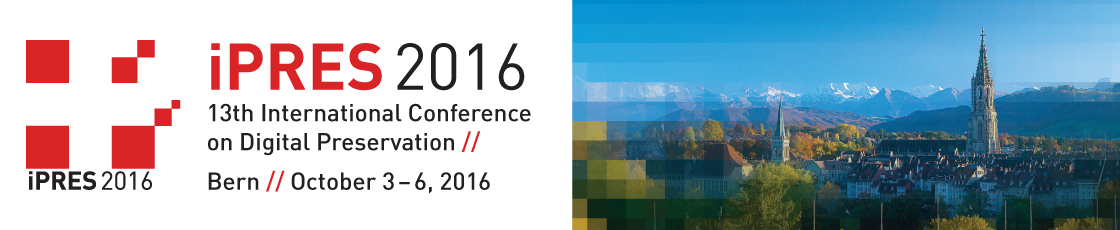 iPRES 2016
iPRES 2016
13th International Conference
on Digital Preservation //
Bern // October 3–6, 2016